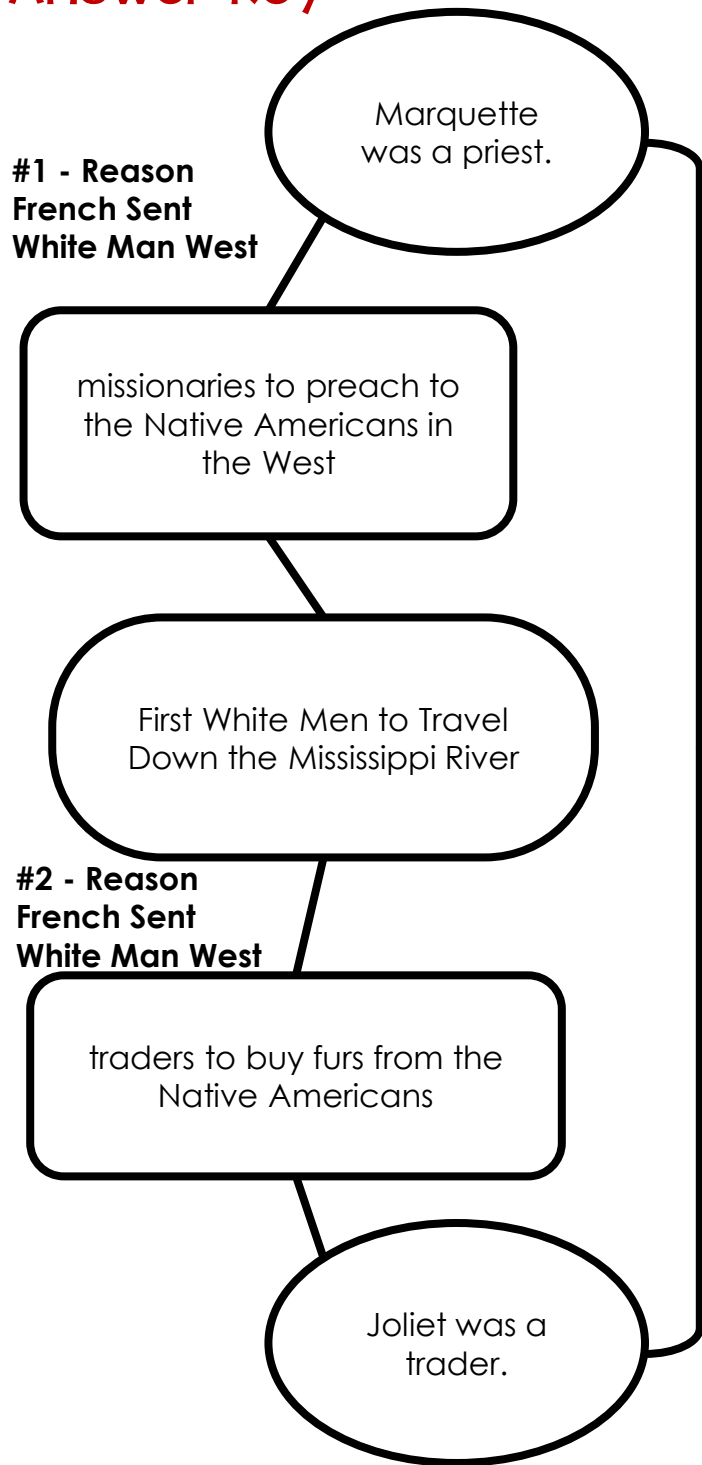 Answer Key
Marquette
was a priest.
#1 - Reason
French Sent
White Man West
missionaries to preach to
the Native Americans in
the West
First White Men to Travel
Down the Mississippi River
#2 - Reason
French Sent
White Man West
traders to buy furs from the
Native Americans
Joliet was a
trader.